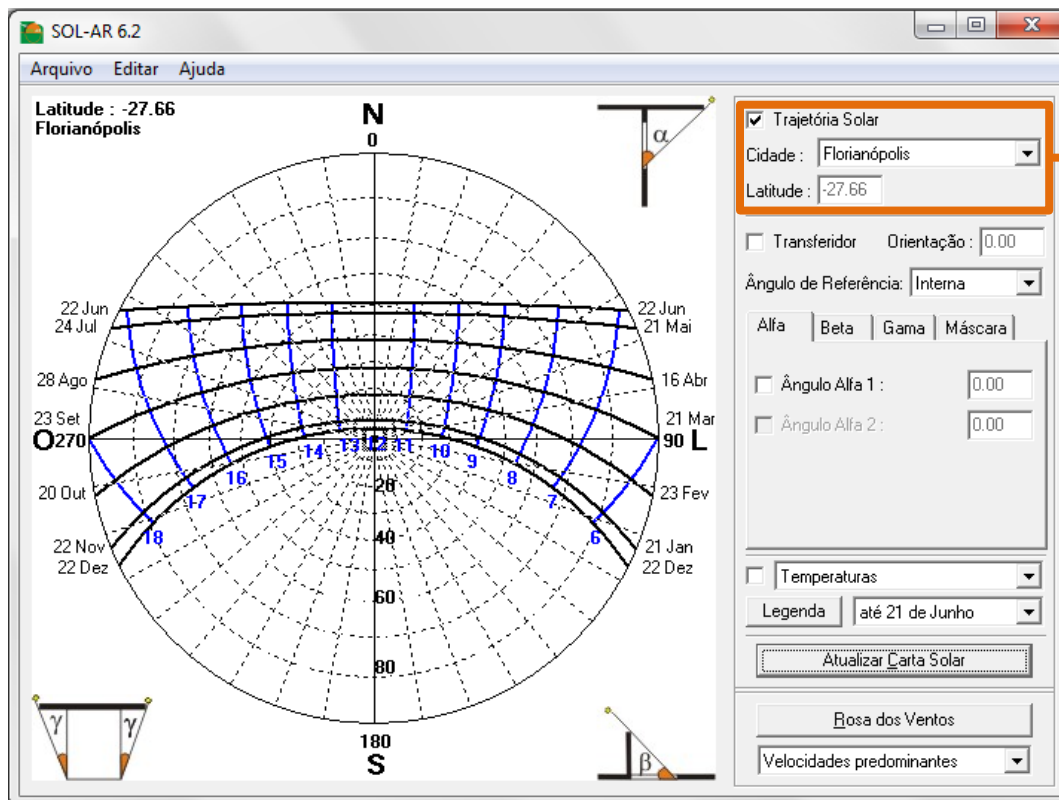 SOL-AR 6.2
Arquivo Editar Ajuda
Latitude : -27.66
Florianópolis
N
0
α
22 Jun
24 Jul
28 Ago
23 Set
O 270
20 Out
22 Nov
22 Dez
22 Jun
21 Mai
16 Abr
21 Mar
90 L
23 Fev
21 Jan
22 Dez
18 17 16 15 14 13 12 11 10 9 8 7 6
20
40
60
80
180
S
γ γ
β
Trajetória Solar
Cidade : Florianópolis
Latitude : -27.66
Transferidor Orientação : 0.00
Ângulo de Referência: Interna
Alfa Beta Gama Máscara
Ângulo Alfa 1 : 0.00
Ângulo Alfa 2 : 0.00
Temperaturas
Legenda até 21 de Junho
Atualizar Carta Solar
Rosa dos Ventos
Velocidades predominantes